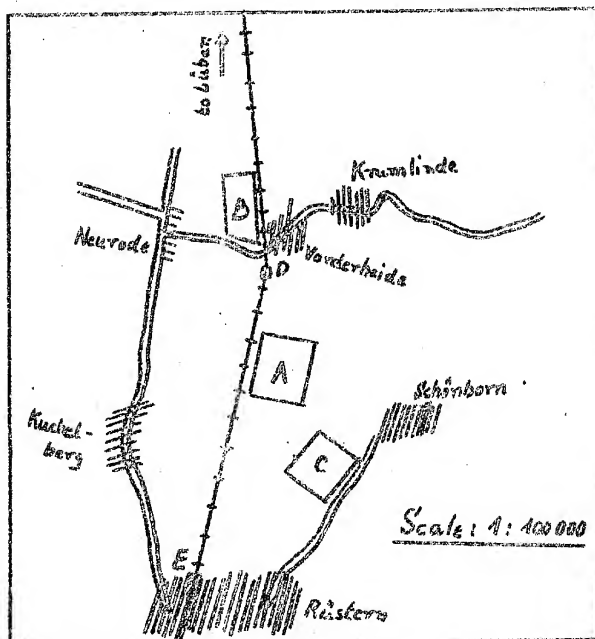 to Lüben
Krumlinde
B
Neurode
Vorderheide
D
A
Schönborn
Kuchel-
berg
C
Scale: 1: 100 000
E
Rüstern